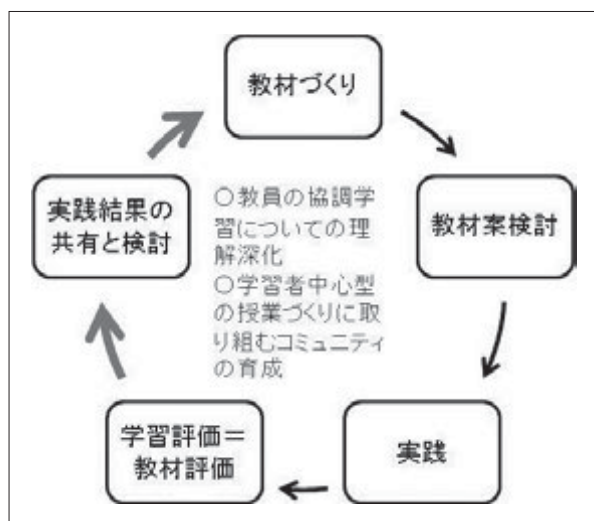 教材づくり
教材案検討
実践
学習評価＝
教材評価
実践結果の
共有と検討
○教員の協調学
習についての理
解深化
○学習者中心型
の授業づくりに取
り組むコミュニティ
の育成